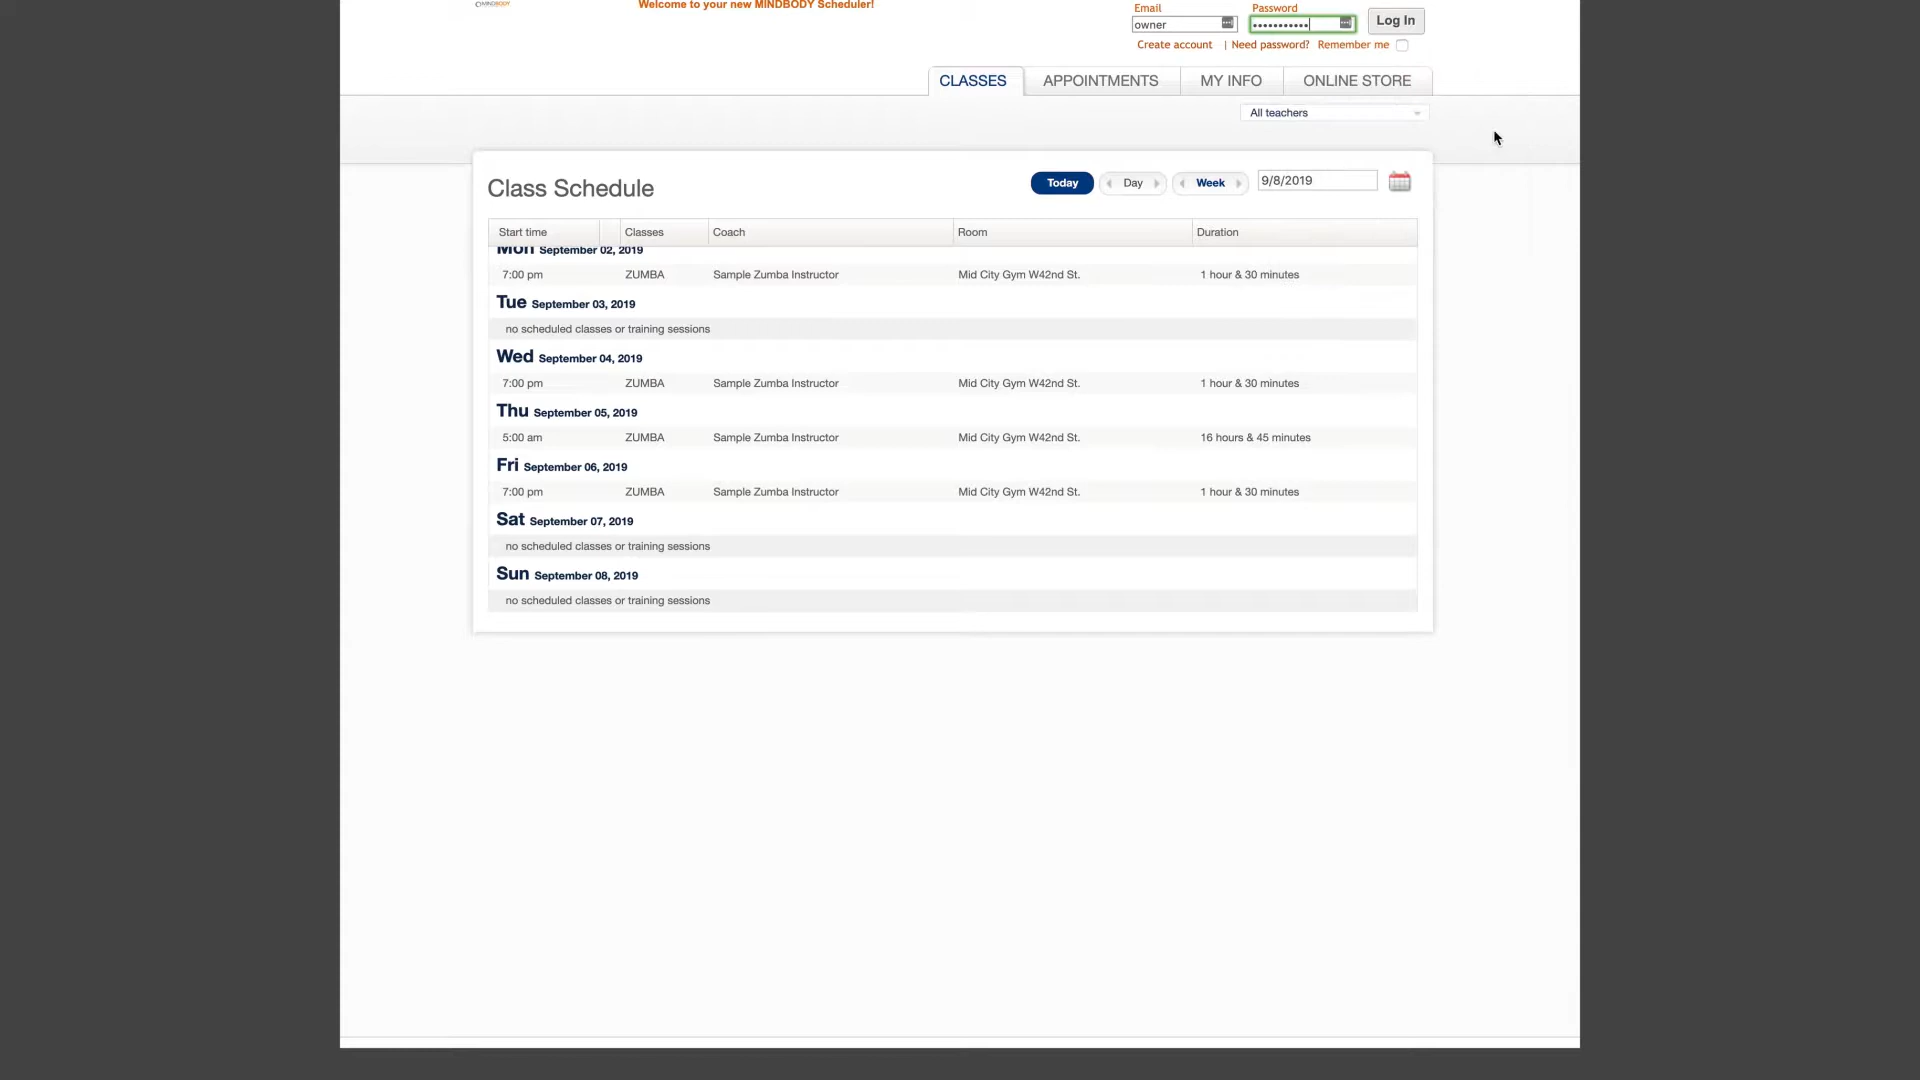 MINDBODY
Welcome to your new MINDBODY Scheduler!
Email
Password
owner
•••••••••••
Log In
Create account | Need password? Remember me
CLASSES APPOINTMENTS MY INFO ONLINE STORE
All teachers
Class Schedule
Today Day Week 9/8/2019
Start time Classes Coach Room Duration
Mon September 02, 2019
7:00 pm ZUMBA Sample Zumba Instructor Mid City Gym W42nd St. 1 hour & 30 minutes
Tue September 03, 2019
no scheduled classes or training sessions
Wed September 04, 2019
7:00 pm ZUMBA Sample Zumba Instructor Mid City Gym W42nd St. 1 hour & 30 minutes
Thu September 05, 2019
5:00 am ZUMBA Sample Zumba Instructor Mid City Gym W42nd St. 16 hours & 45 minutes
Fri September 06, 2019
7:00 pm ZUMBA Sample Zumba Instructor Mid City Gym W42nd St. 1 hour & 30 minutes
Sat September 07, 2019
no scheduled classes or training sessions
Sun September 08, 2019
no scheduled classes or training sessions